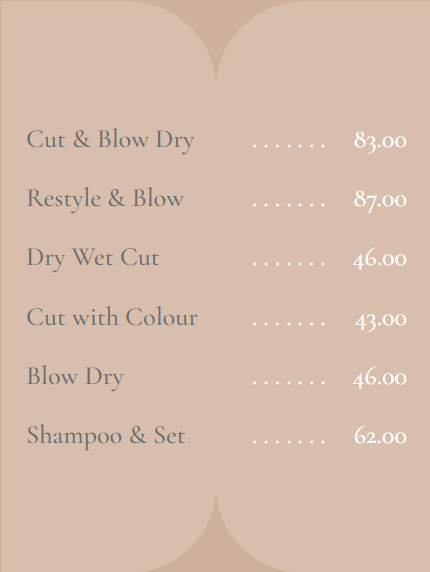 Cut & Blow Dry ....... 83.00
Restyle & Blow ....... 87.00
Dry Wet Cut ....... 46.00
Cut with Colour ....... 43.00
Blow Dry ....... 46.00
Shampoo & Set ....... 62.00